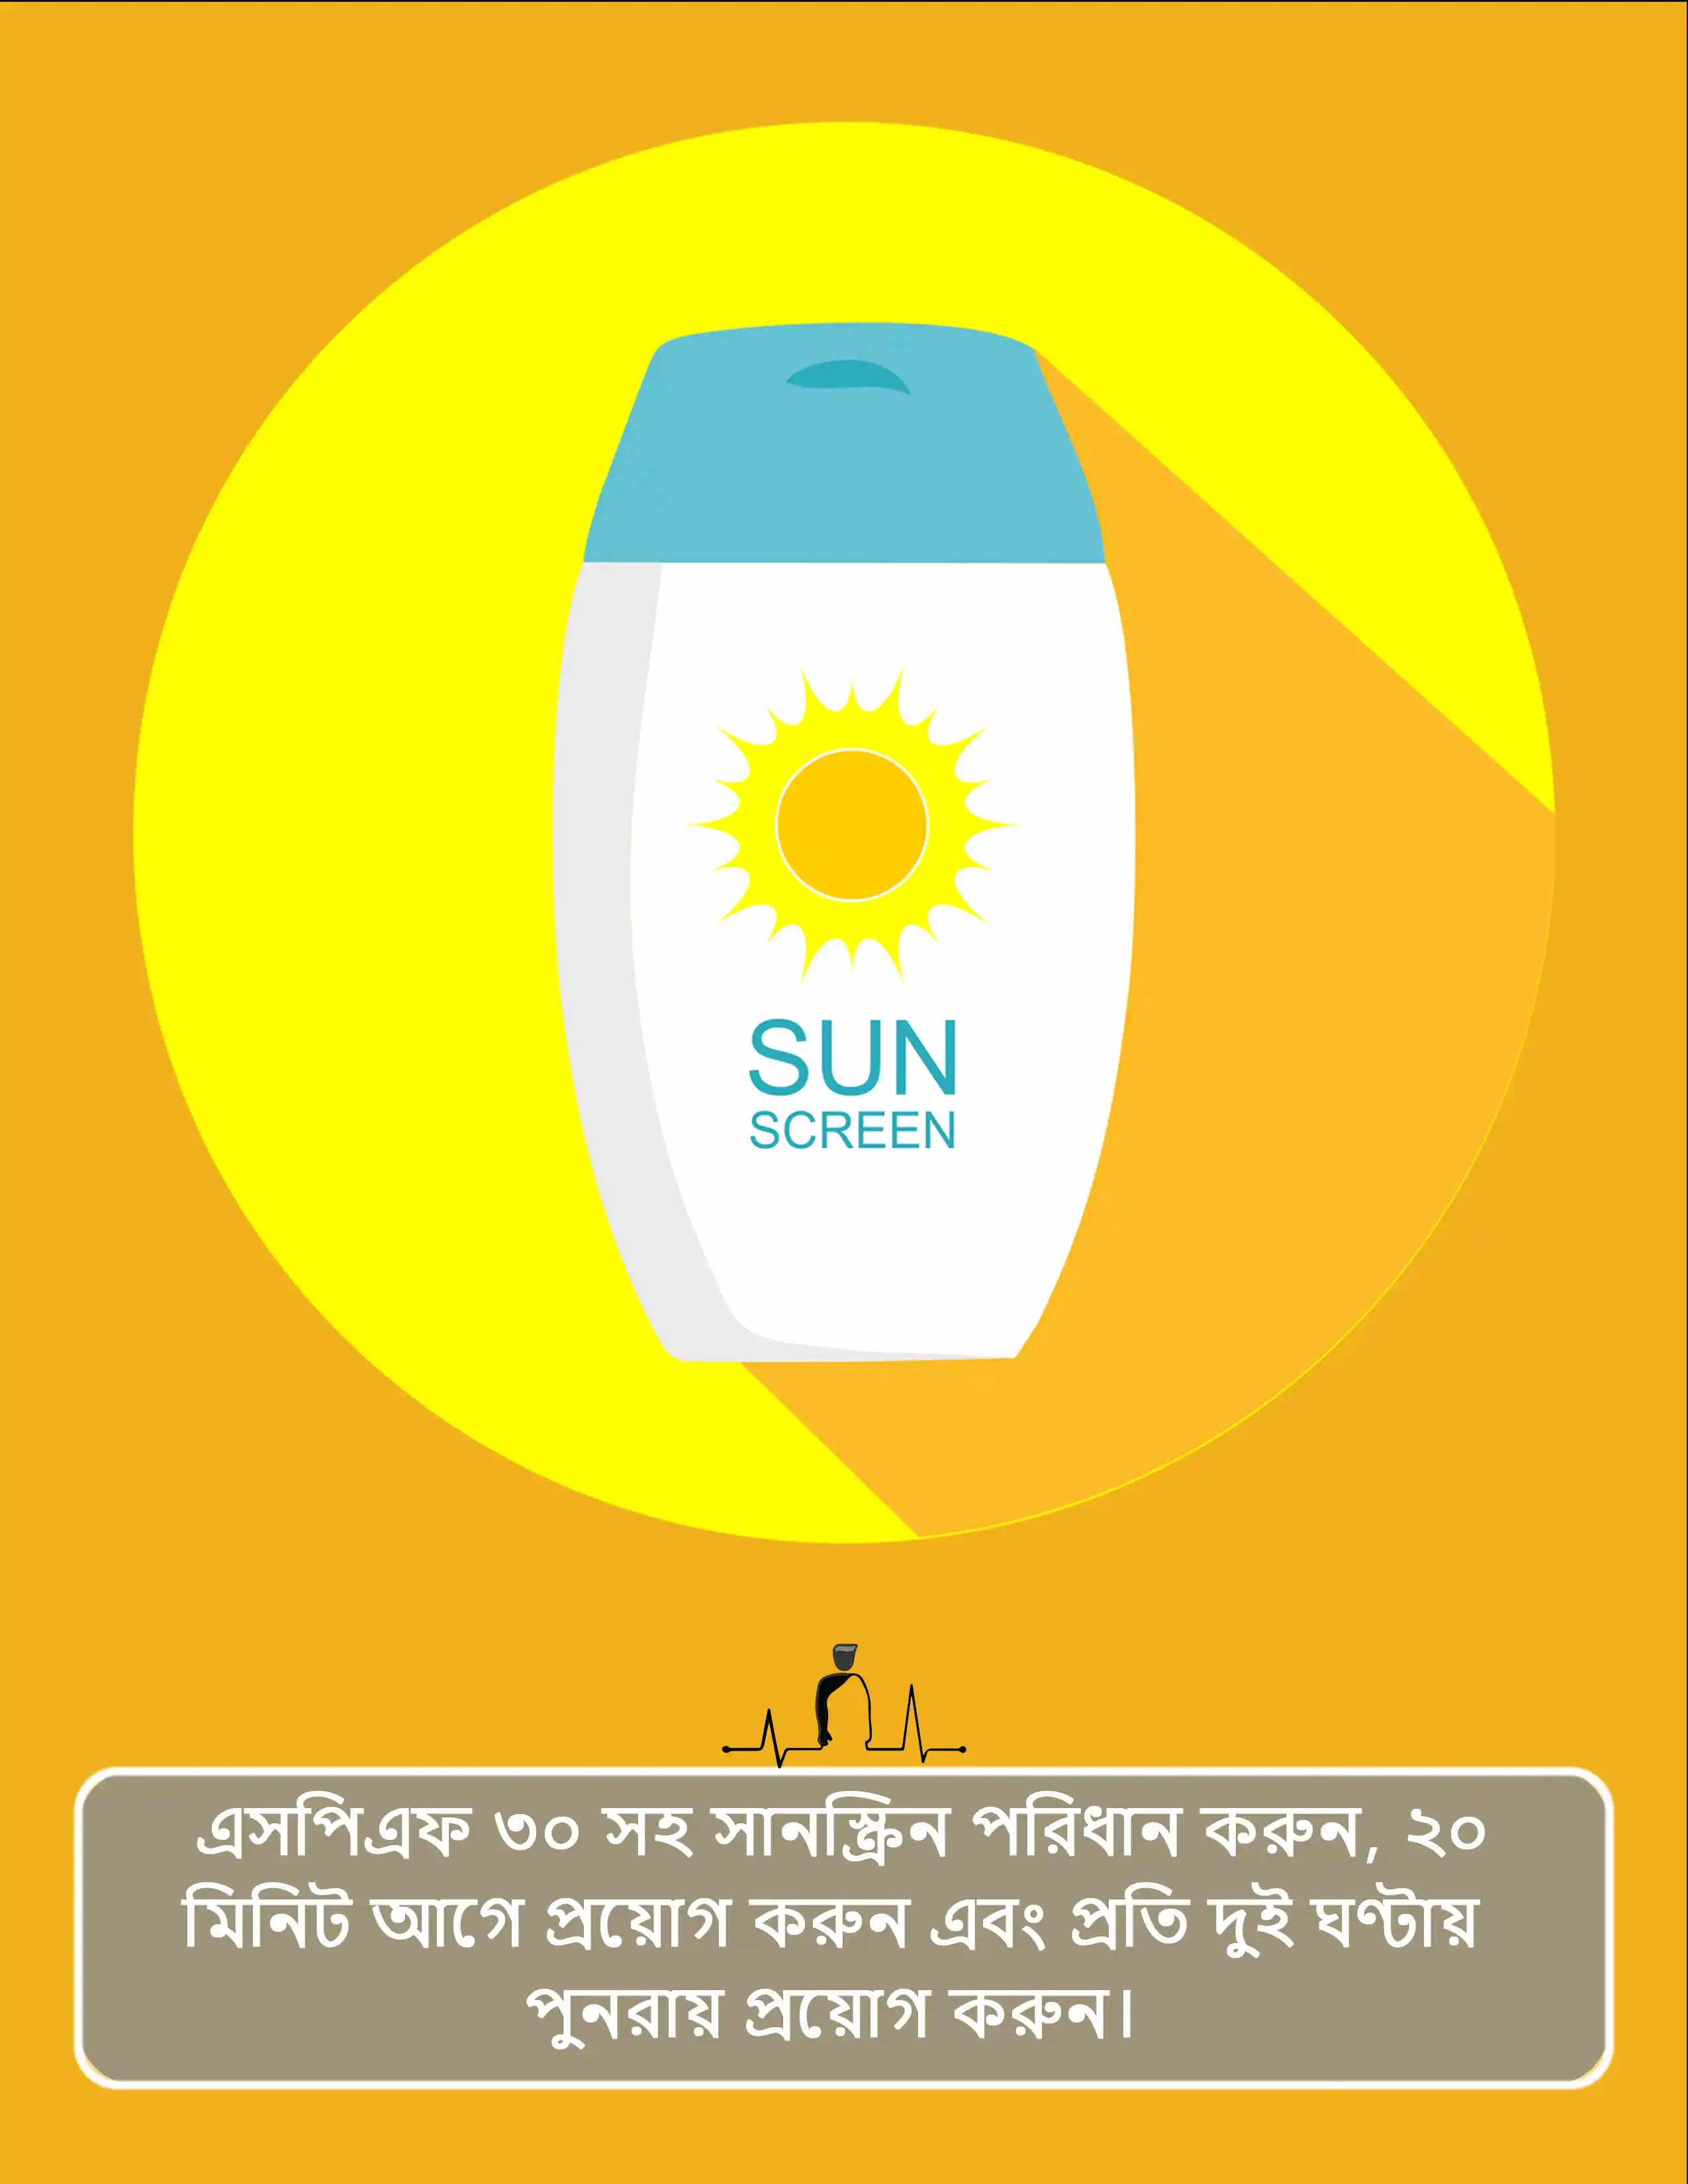 SUN
SCREEN
এসপিএফ ৩০ সহ সানস্ক্রিন পরিধান করুন, ২০
মিনিট আগে প্রয়োগ করুন এবং প্রতি দুই ঘণ্টায়
পুনরায় প্রয়োগ করুন।